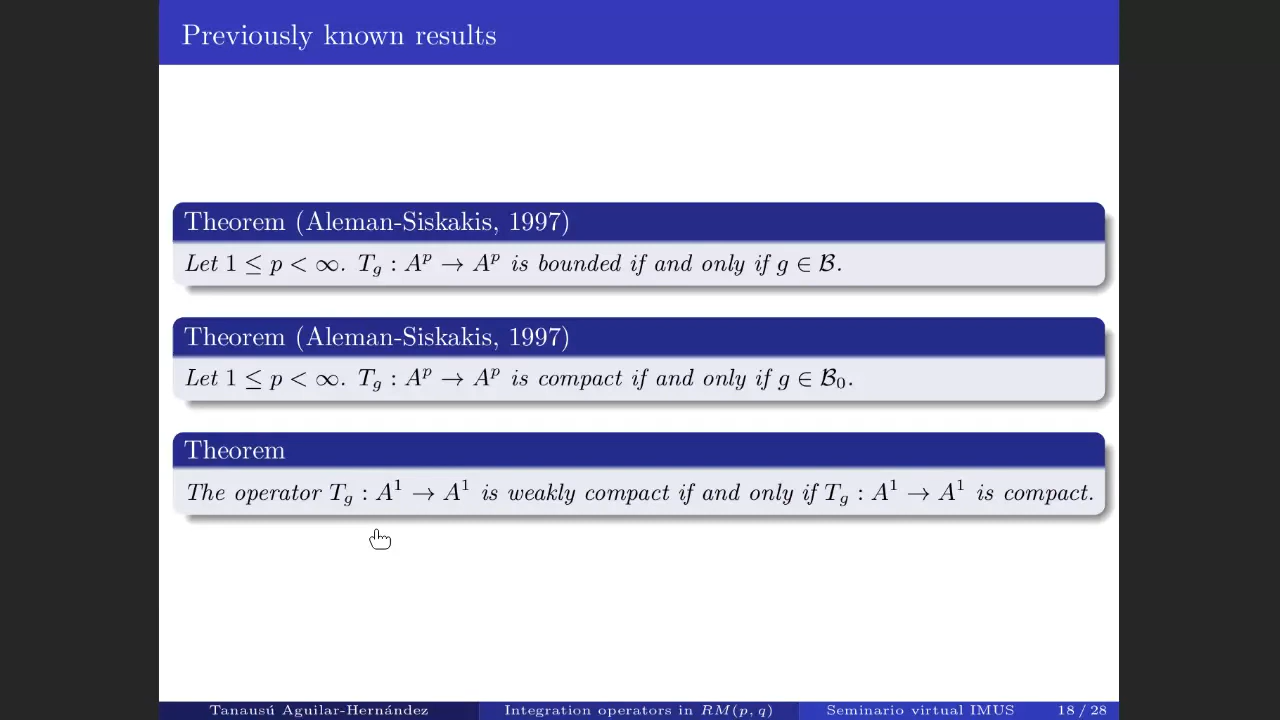 Previously known results
Theorem (Aleman-Siskakis, 1997)
Let 1 ≤ p < ∞. T_g : A^p → A^p is bounded if and only if g ∈ ℬ.
Theorem (Aleman-Siskakis, 1997)
Let 1 ≤ p < ∞. T_g : A^p → A^p is compact if and only if g ∈ ℬ_0.
Theorem
The operator T_g : A^1 → A^1 is weakly compact if and only if T_g : A^1 → A^1 is compact.
Tanausú Aguilar-Hernández Integration operators in RM(p, q) Seminario virtual IMUS 18 / 28